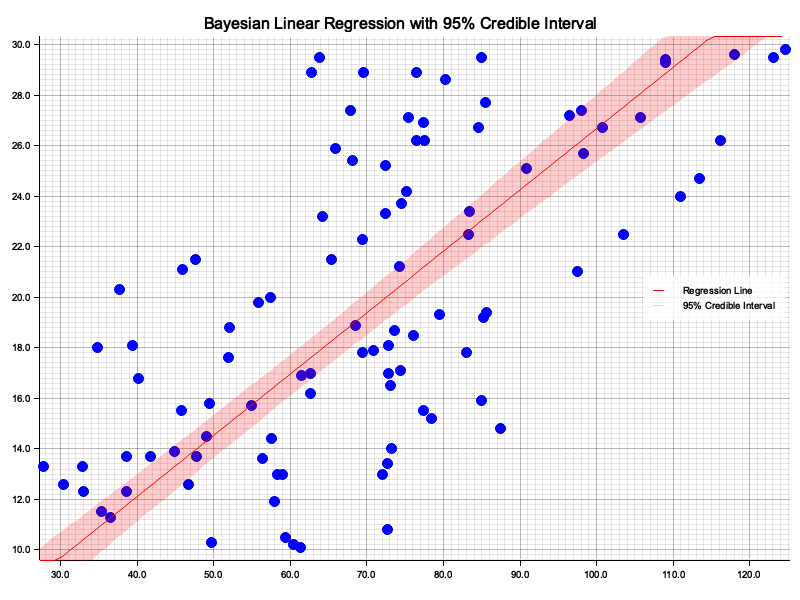 Bayesian Linear Regression with 95% Credible Interval
30.0
28.0
26.0
24.0
22.0
20.0
18.0
16.0
14.0
12.0
10.0
Regression Line
95% Credible Interval
30.0 40.0 50.0 60.0 70.0 80.0 90.0 100.0 110.0 120.0